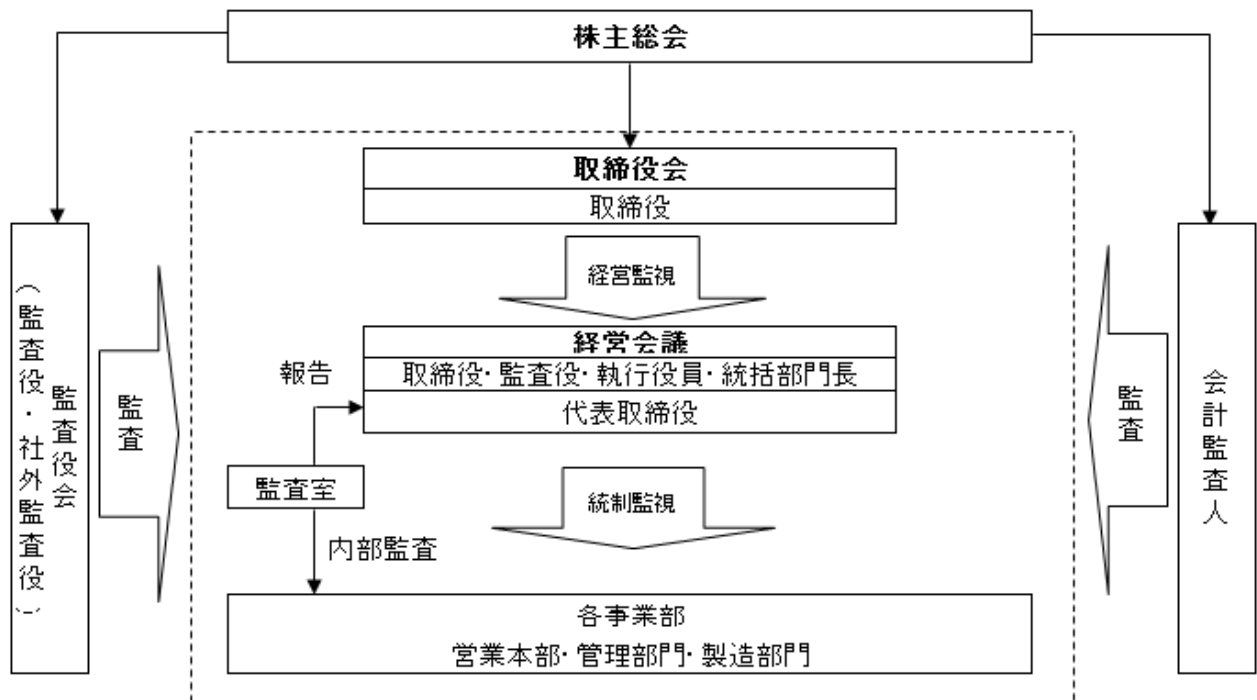 株主総会
取締役会
取締役
経営監視
経営会議
取締役・監査役・執行役員・統括部門長
代表取締役
報告
監査室
内部監査
統制監視
各事業部
営業本部・管理部門・製造部門
監査役会
(監査役・社外監査役)
監査
監査
会計監査人